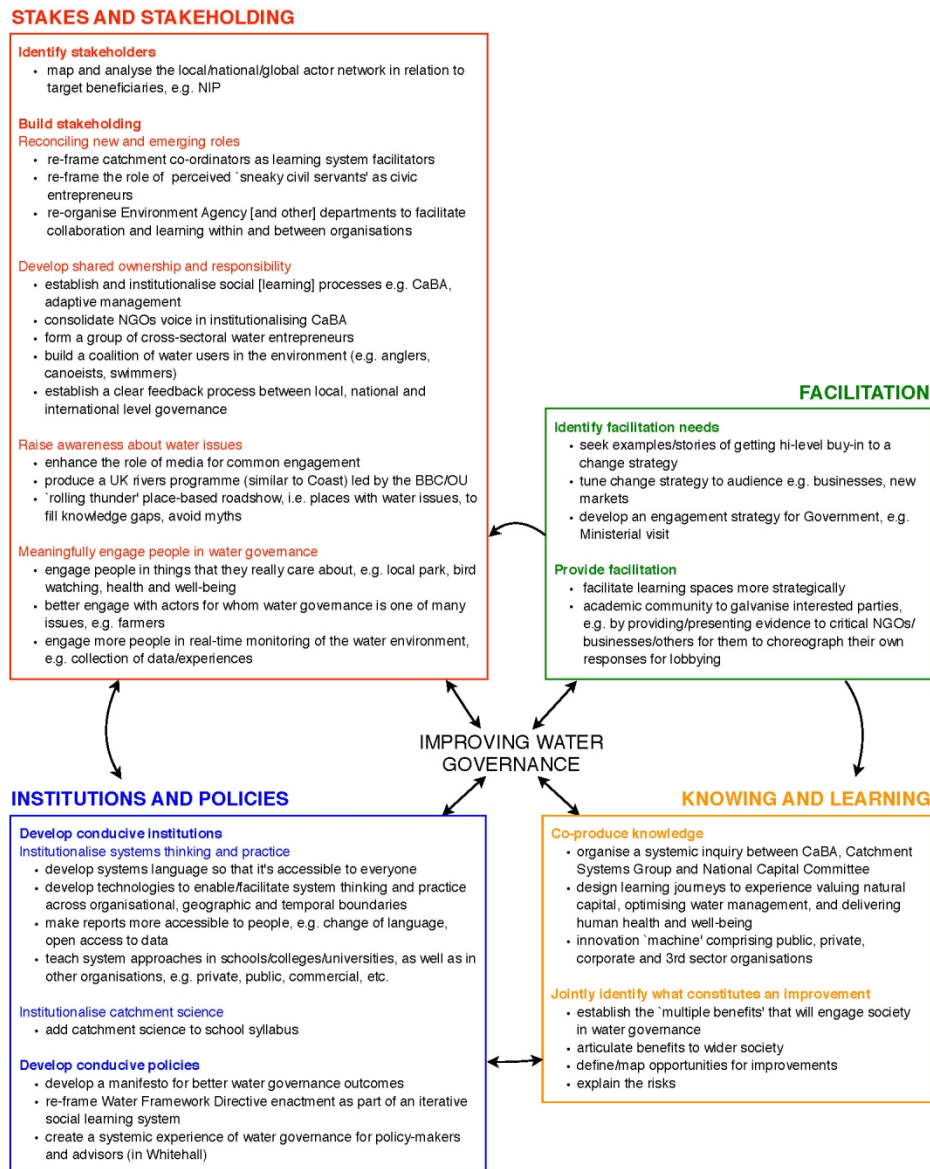 STAKES AND STAKEHOLDING
Identify stakeholders
• map and analyse the local/national/global actor network in relation to
target beneficiaries, e.g. NIP
Build stakeholding
Reconciling new and emerging roles
• re-frame catchment co-ordinators as learning system facilitators
• re-frame the role of perceived `sneaky civil servants' as civic
entrepreneurs
• re-organise Environment Agency [and other] departments to facilitate
collaboration and learning within and between organisations
Develop shared ownership and responsibility
• establish and institutionalise social [learning] processes e.g. CaBA,
adaptive management
• consolidate NGOs voice in institutionalising CaBA
• form a group of cross-sectoral water entrepreneurs
• build a coalition of water users in the environment (e.g. anglers,
canoeists, swimmers)
• establish a clear feedback process between local, national and
international level governance
Raise awareness about water issues
• enhance the role of media for common engagement
• produce a UK rivers programme (similar to Coast) led by the BBC/OU
• `rolling thunder' place-based roadshow, i.e. places with water issues, to
fill knowledge gaps, avoid myths
Meaningfully engage people in water governance
• engage people in things that they really care about, e.g. local park, bird
watching, health and well-being
• better engage with actors for whom water governance is one of many
issues, e.g. farmers
• engage more people in real-time monitoring of the water environment,
e.g. collection of data/experiences
FACILITATION
Identify facilitation needs
• seek examples/stories of getting hi-level buy-in to a
change strategy
• tune change strategy to audience e.g. businesses, new
markets
• develop an engagement strategy for Government, e.g.
Ministerial visit
Provide facilitation
• facilitate learning spaces more strategically
• academic community to galvanise interested parties,
e.g. by providing/presenting evidence to critical NGOs/
businesses/others for them to choreograph their own
responses for lobbying
IMPROVING WATER
GOVERNANCE
INSTITUTIONS AND POLICIES
Develop conducive institutions
Institutionalise systems thinking and practice
• develop systems language so that it's accessible to everyone
• develop technologies to enable/facilitate system thinking and practice
across organisational, geographic and temporal boundaries
• make reports more accessible to people, e.g. change of language,
open access to data
• teach system approaches in schools/colleges/universities, as well as in
other organisations, e.g. private, public, commercial, etc.
Institutionalise catchment science
• add catchment science to school syllabus
Develop conducive policies
• develop a manifesto for better water governance outcomes
• re-frame Water Framework Directive enactment as part of an iterative
social learning system
• create a systemic experience of water governance for policy-makers
and advisors (in Whitehall)
KNOWING AND LEARNING
Co-produce knowledge
• organise a systemic inquiry between CaBA, Catchment
Systems Group and National Capital Committee
• design learning journeys to experience valuing natural
capital, optimising water management, and delivering
human health and well-being
• innovation `machine' comprising public, private,
corporate and 3rd sector organisations
Jointly identify what constitutes an improvement
• establish the `multiple benefits' that will engage society
in water governance
• articulate benefits to wider society
• define/map opportunities for improvements
• explain the risks